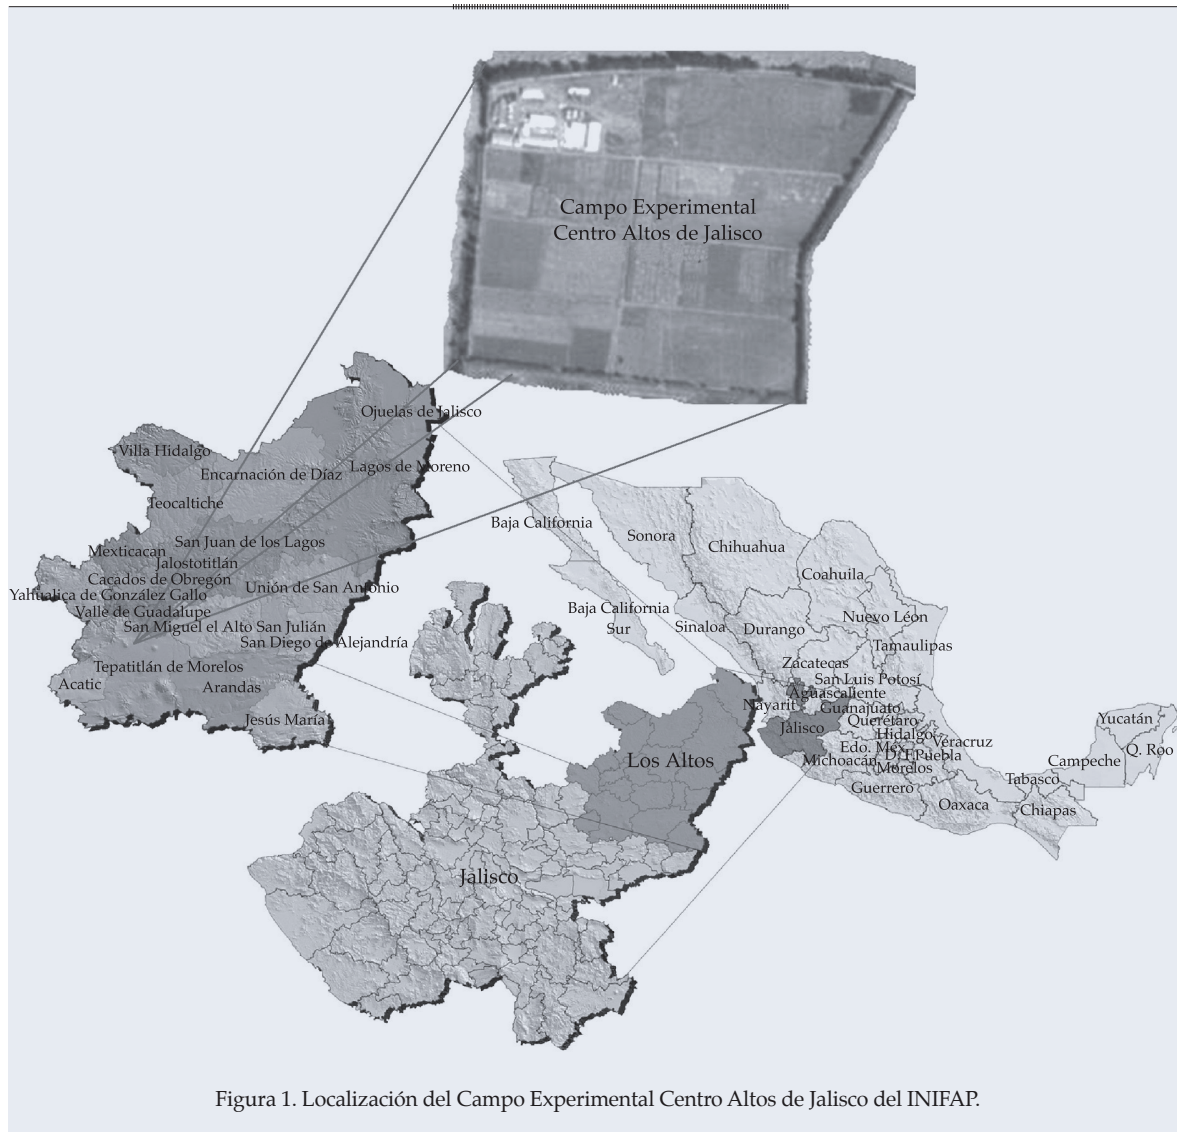 Campo Experimental
Centro Altos de Jalisco
Ojuelas de Jalisco
Villa Hidalgo
Encarnación de Díaz
Lagos de Moreno
Teocaltiche
San Juan de los Lagos
Mexticacan
Jalostotitlán
Cacados de Obregón
Unión de San Antonio
Yahualica de González Gallo
Valle de Guadalupe
San Miguel el Alto
San Julián
San Diego de Alejandría
Tepatitlán de Morelos
Acatic
Arandas
Jesús María
Baja California
Sonora
Chihuahua
Coahuila
Baja California
Sur
Sinaloa
Durango
Nuevo León
Tamaulipas
Zacatecas
San Luis Potosí
Aguascaliente
Nayarit
Guanajuato
Querétaro
Jalisco
Hidalgo
Edo. Méx.
Veracruz
Michoacán
D. F.
Puebla
Morelos
Guerrero
Oaxaca
Tabasco
Chiapas
Campeche
Yucatán
Q. Roo
Los Altos
Jalisco
Figura 1. Localización del Campo Experimental Centro Altos de Jalisco del INIFAP.